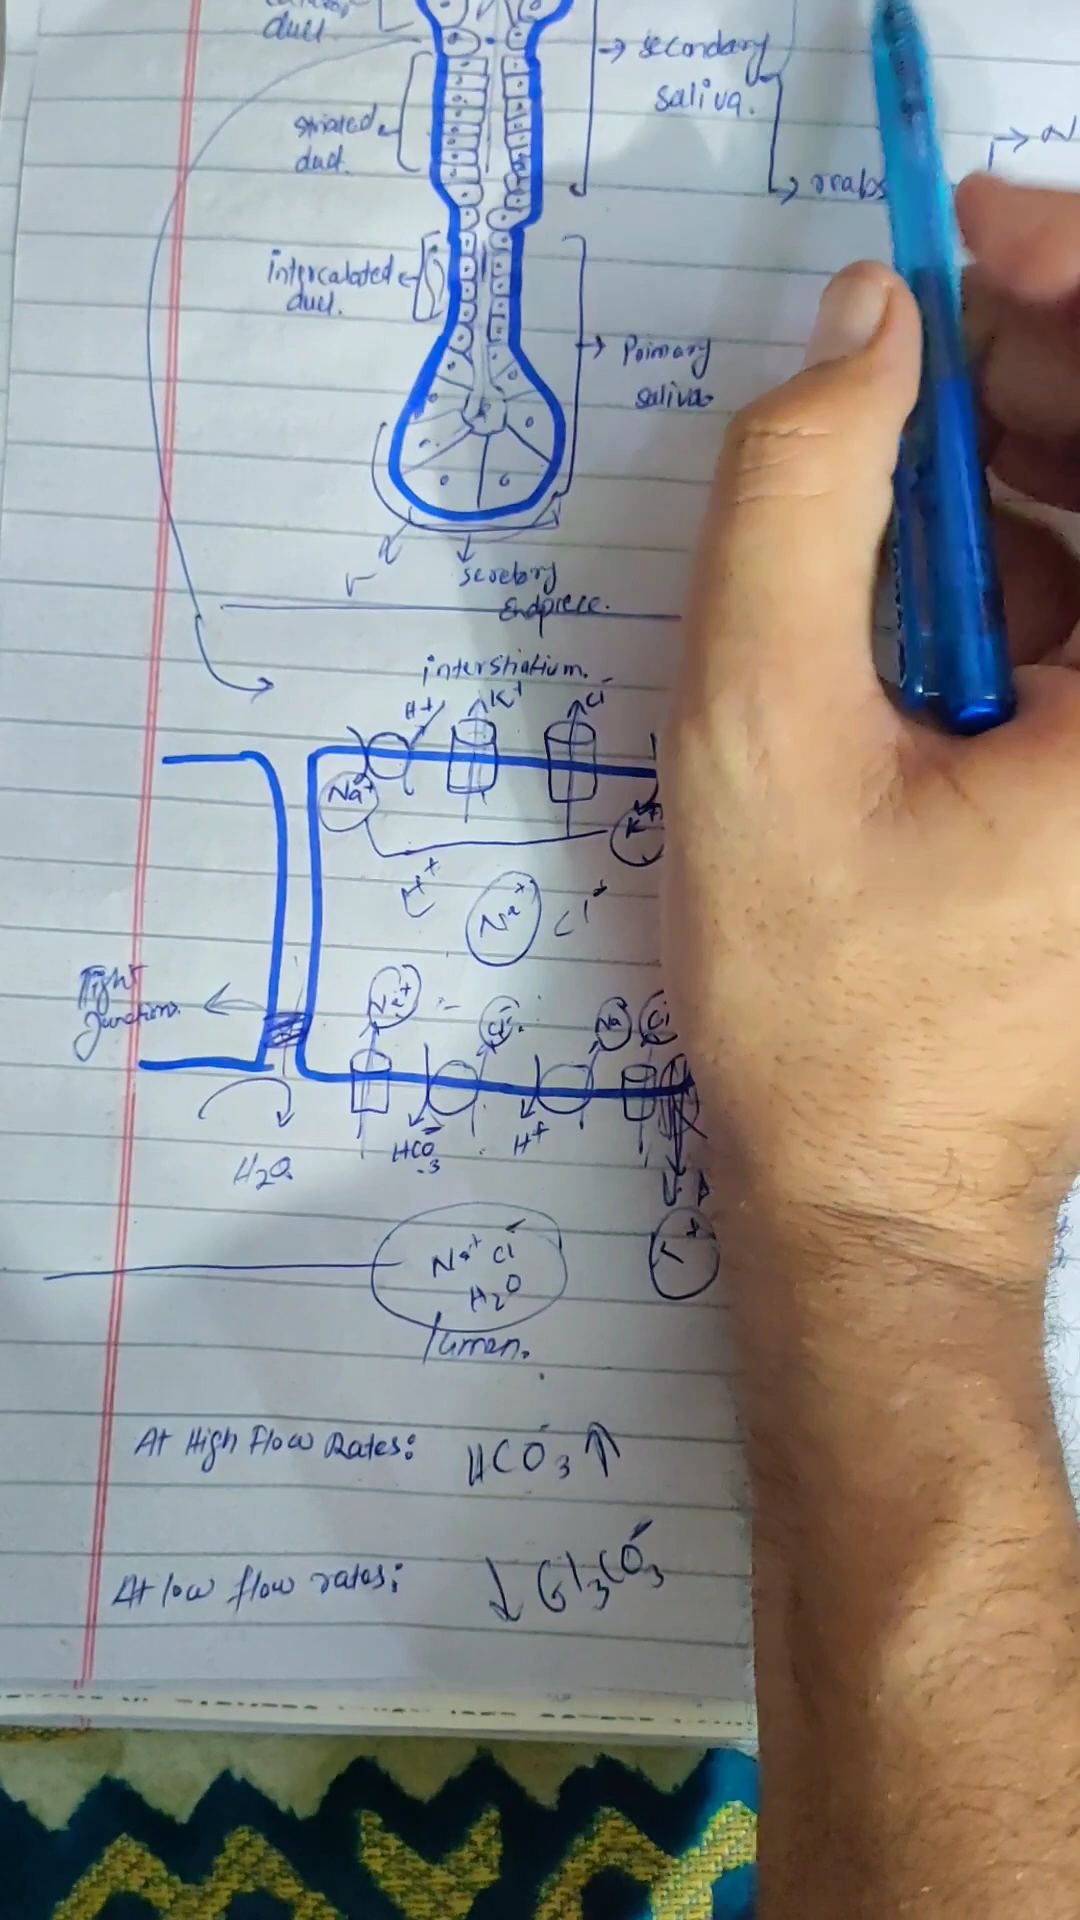 duct.
→ secondary
saliva.
striated
duct.
→ N
→ reabs
intercalated
duct.
→ Primary
saliva
secretory
Endpiece.
interstitium.
H+
K+
Cl-
Na+
K+
H+
Na+
Cl-
Tight
Junctions.
Na+
Cl-
Na
Cl
HCO3-
H+
H2O
Na+ Cl-
H2O
lumen.
At High Flow Rates: HCO3- ↑
At low flow rates: